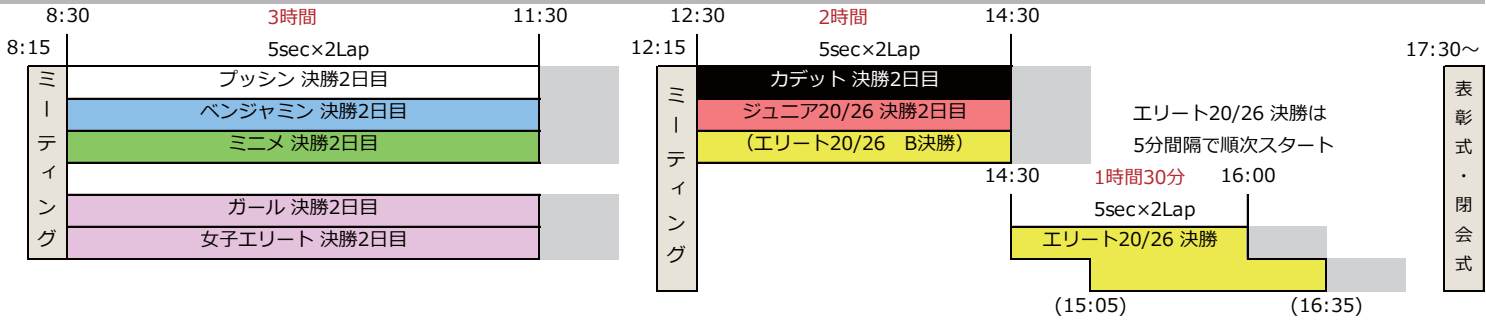 8:30 3時間 11:30 12:30 2時間 14:30
8:15 5sec×2Lap 12:15 5sec×2Lap 17:30～
ミーティング
プッシン 決勝2日目
ベンジャミン 決勝2日目
ミニメ 決勝2日目
ガール 決勝2日目
女子エリート 決勝2日目
ミーティング
カデット 決勝2日目
ジュニア20/26 決勝2日目
（エリート20/26　B決勝）
エリート20/26 決勝は
5分間隔で順次スタート
14:30 1時間30分 16:00
5sec×2Lap
エリート20/26 決勝
(15:05) (16:35)
表彰式・閉会式